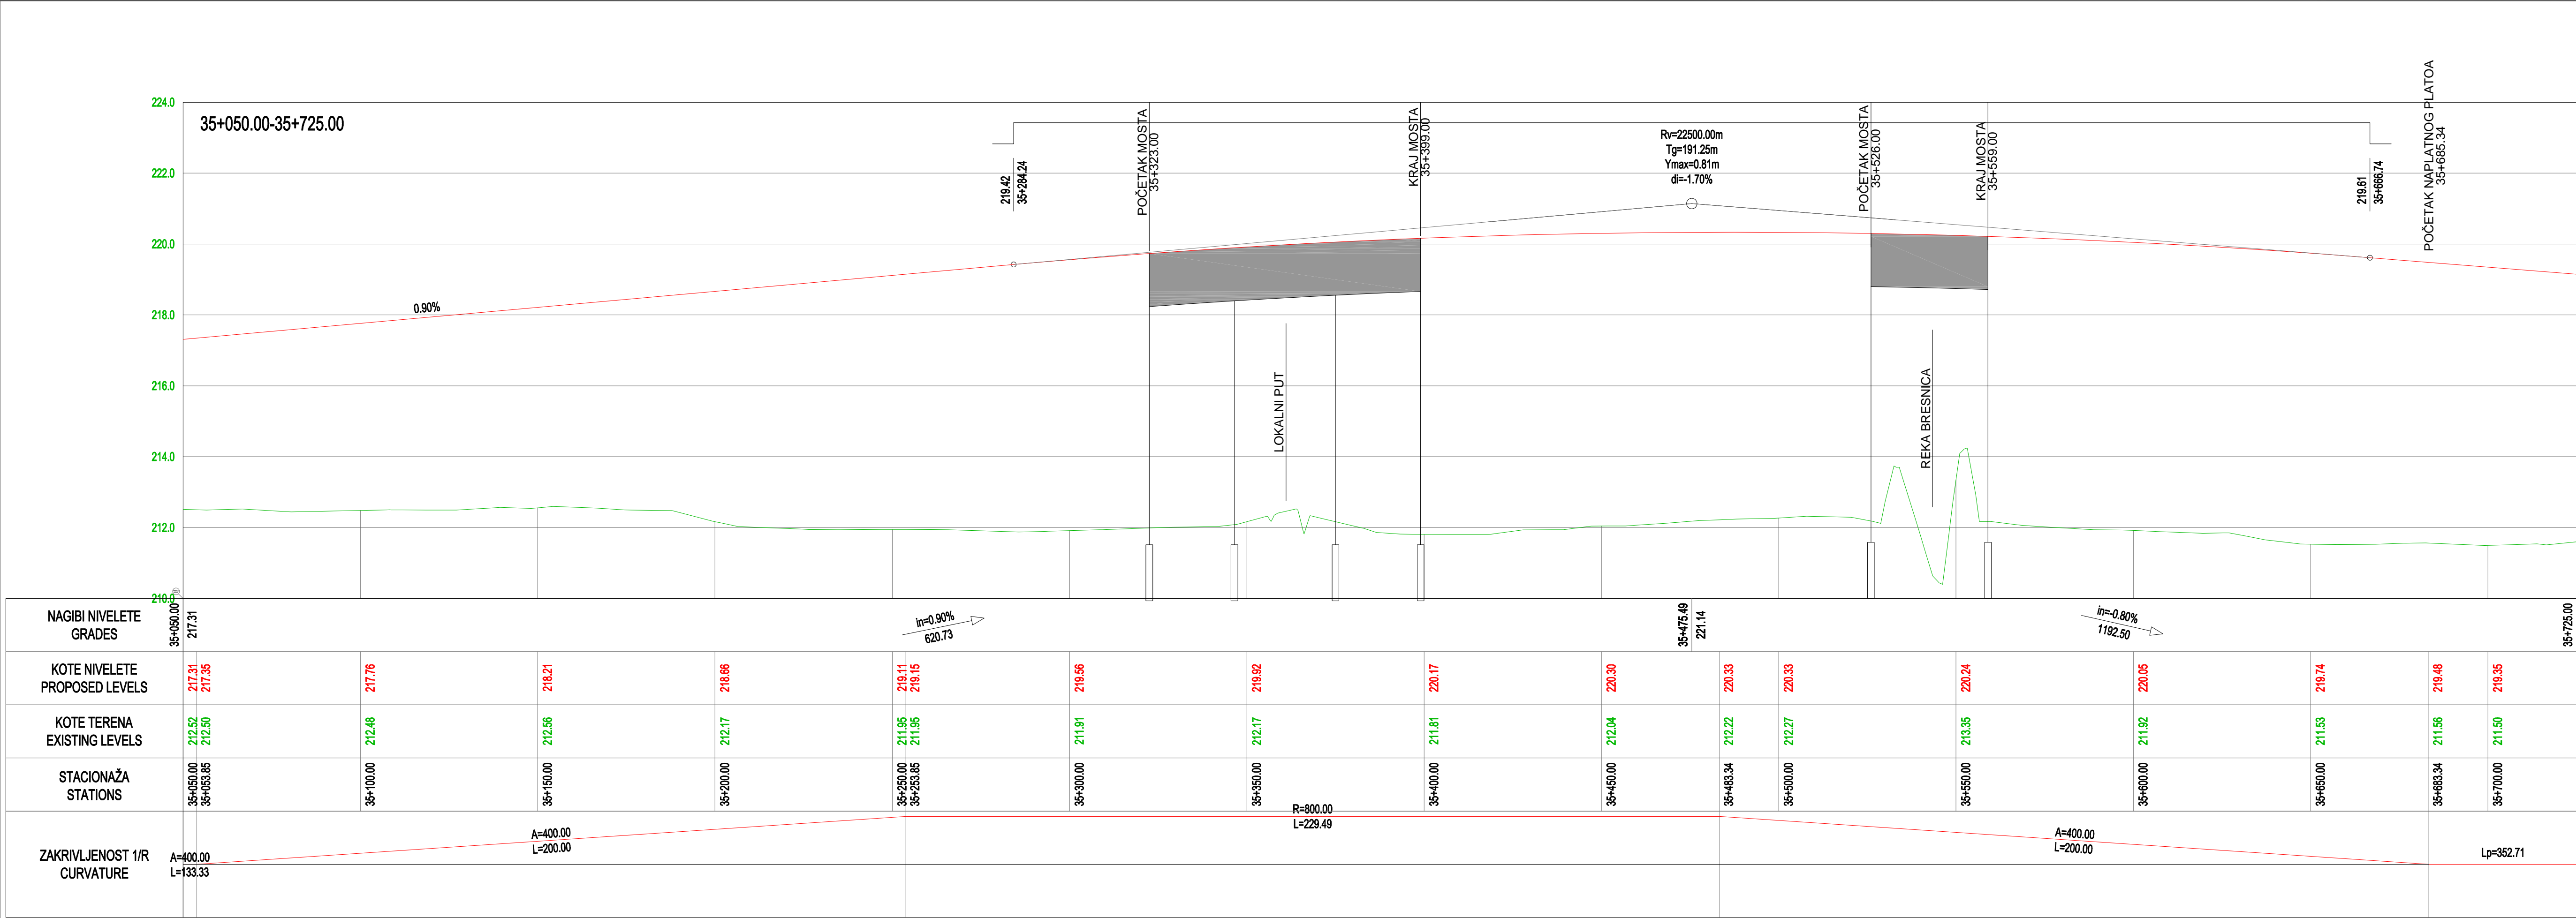 224.0
222.0
220.0
218.0
216.0
214.0
212.0
210.0
35+050.00-35+725.00
219.42
35+284.24
POČETAK MOSTA
35+323.00
KRAJ MOSTA
35+399.00
Rv=22500.00m
Tg=191.25m
Ymax=0.81m
di=-1.70%
POČETAK MOSTA
35+526.00
KRAJ MOSTA
35+559.00
219.61
35+666.74
POČETAK NAPLATNOG PLATOA
35+685.34
0.90%
LOKALNI PUT
REKA BRESNICA
NAGIBI NIVELETE
GRADES
35+050.00
217.31
in=0.90%
620.73
35+475.49
221.14
in=-0.80%
1192.50
35+725.00
KOTE NIVELETE
PROPOSED LEVELS
217.31
217.35
217.76
218.21
218.66
219.11
219.15
219.56
219.92
220.17
220.30
220.33
220.33
220.24
220.05
219.74
219.48
219.35
KOTE TERENA
EXISTING LEVELS
212.52
212.50
212.48
212.56
212.17
211.95
211.95
211.91
212.17
211.81
212.04
212.22
212.27
213.35
211.92
211.53
211.56
211.50
STACIONAŽA
STATIONS
35+050.00
35+053.85
35+100.00
35+150.00
35+200.00
35+250.00
35+253.85
35+300.00
35+350.00
35+400.00
35+450.00
35+483.34
35+500.00
35+550.00
35+600.00
35+650.00
35+683.34
35+700.00
ZAKRIVLJENOST 1/R
CURVATURE
A=400.00
L=133.33
A=400.00
L=200.00
R=800.00
L=229.49
A=400.00
L=200.00
Lp=352.71